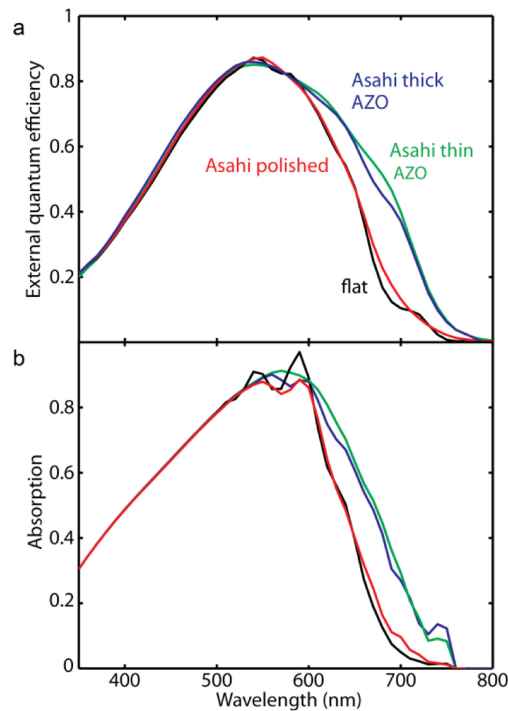 a
1
0.8
0.6
0.4
0.2
External quantum efficiency
Asahi thick
AZO
Asahi thin
AZO
Asahi polished
flat
b
0.8
0.6
0.4
0.2
0
Absorption
400 500 600 700 800
Wavelength (nm)